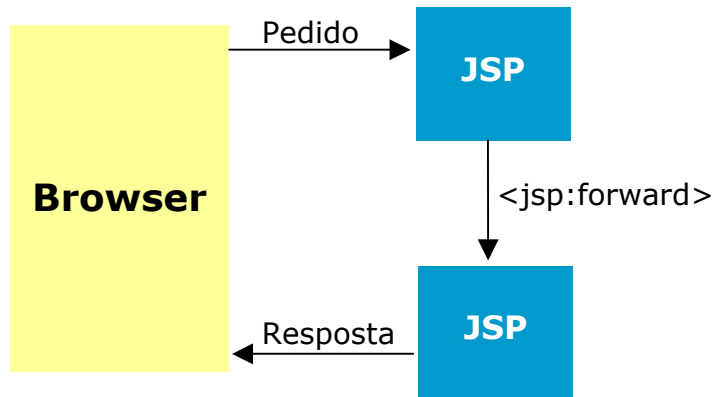 Pedido
JSP
Browser
<jsp:forward>
Resposta
JSP